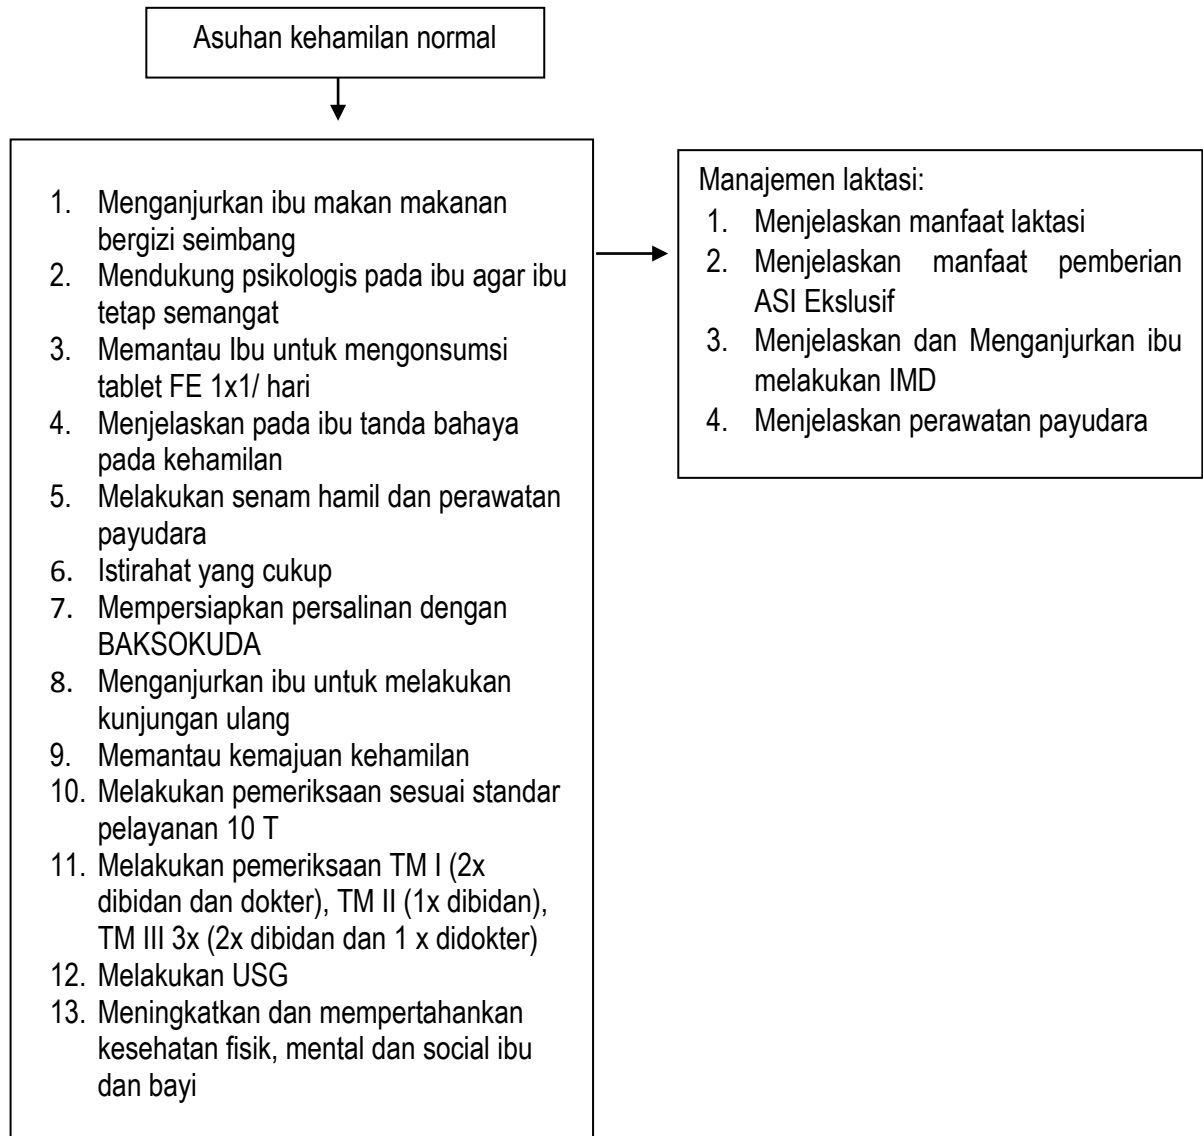 Asuhan kehamilan normal
1. Menganjurkan ibu makan makanan
bergizi seimbang
2. Mendukung psikologis pada ibu agar ibu
tetap semangat
3. Memantau Ibu untuk mengonsumsi
tablet FE 1x1/ hari
4. Menjelaskan pada ibu tanda bahaya
pada kehamilan
5. Melakukan senam hamil dan perawatan
payudara
6. Istirahat yang cukup
7. Mempersiapkan persalinan dengan
BAKSOKUDA
8. Menganjurkan ibu untuk melakukan
kunjungan ulang
9. Memantau kemajuan kehamilan
10. Melakukan pemeriksaan sesuai standar
pelayanan 10 T
11. Melakukan pemeriksaan TM I (2x
dibidan dan dokter), TM II (1x dibidan),
TM III 3x (2x dibidan dan 1 x didokter)
12. Melakukan USG
13. Meningkatkan dan mempertahankan
kesehatan fisik, mental dan social ibu
dan bayi
Manajemen laktasi:
1. Menjelaskan manfaat laktasi
2. Menjelaskan manfaat pemberian
ASI Ekslusif
3. Menjelaskan dan Menganjurkan ibu
melakukan IMD
4. Menjelaskan perawatan payudara